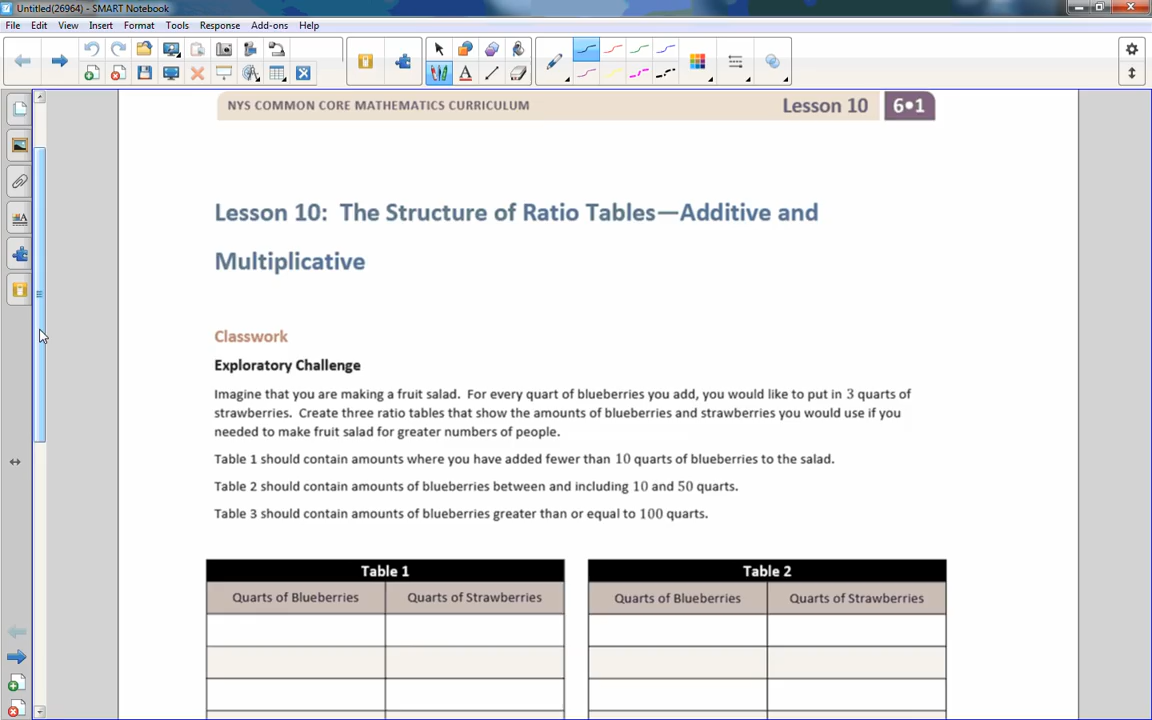 Untitled(26964) - SMART Notebook
File Edit View Insert Format Tools Response Add-ons Help
NYS COMMON CORE MATHEMATICS CURRICULUM Lesson 10 6•1
Lesson 10: The Structure of Ratio Tables—Additive and
Multiplicative
Classwork
Exploratory Challenge
Imagine that you are making a fruit salad. For every quart of blueberries you add, you would like to put in 3 quarts of
strawberries. Create three ratio tables that show the amounts of blueberries and strawberries you would use if you
needed to make fruit salad for greater numbers of people.
Table 1 should contain amounts where you have added fewer than 10 quarts of blueberries to the salad.
Table 2 should contain amounts of blueberries between and including 10 and 50 quarts.
Table 3 should contain amounts of blueberries greater than or equal to 100 quarts.
Table 1 Table 2
Quarts of Blueberries Quarts of Strawberries Quarts of Blueberries Quarts of Strawberries